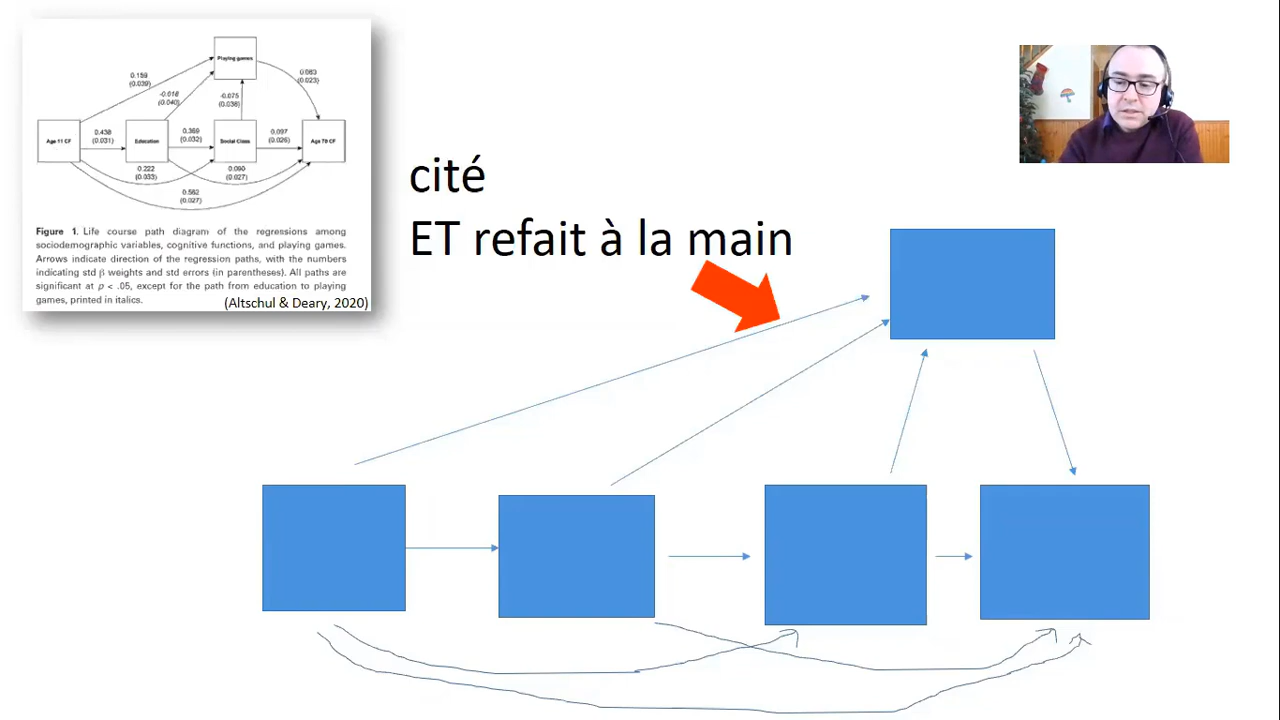 Playing games
0.159
(0.039)
-0.018
(0.040)
-0.075
(0.038)
0.063
(0.023)
Age 11 CF
0.438
(0.031)
Education
0.369
(0.032)
Social Class
0.097
(0.026)
Age 70 CF
0.222
(0.033)
0.090
(0.027)
0.562
(0.027)
Figure 1. Life course path diagram of the regressions among
sociodemographic variables, cognitive functions, and playing games.
Arrows indicate direction of the regression paths, with the numbers
indicating std β weights and std errors (in parentheses). All paths are
significant at p < .05, except for the path from education to playing
games, printed in italics.
(Altschul & Deary, 2020)
cité
ET refait à la main